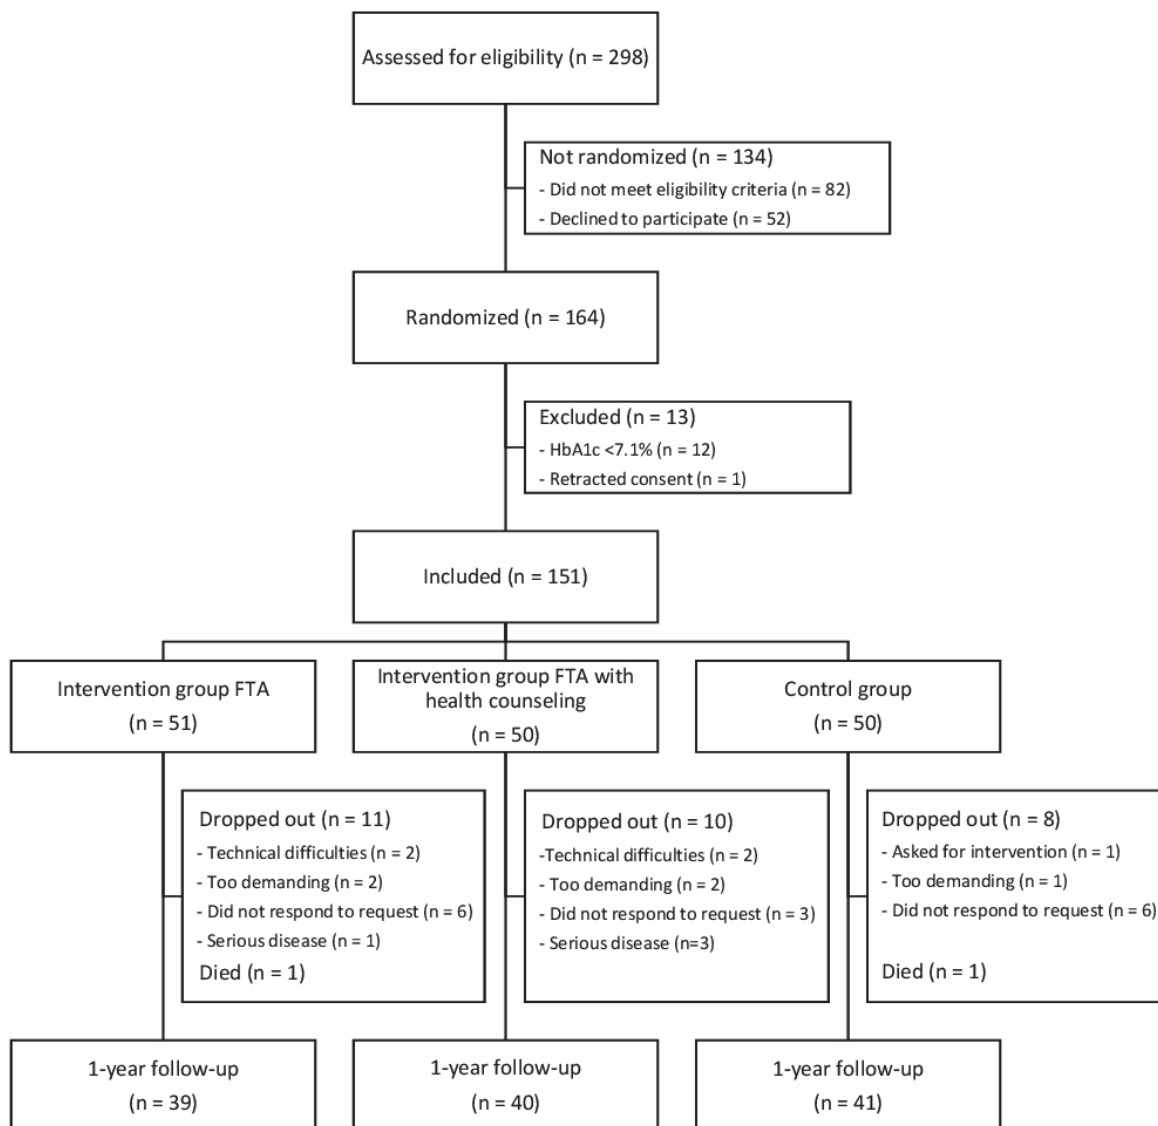 Assessed for eligibility (n = 298)
Not randomized (n = 134)
- Did not meet eligibility criteria (n = 82)
- Declined to participate (n = 52)
Randomized (n = 164)
Excluded (n = 13)
- HbA1c <7.1% (n = 12)
- Retracted consent (n = 1)
Included (n = 151)
Intervention group FTA
(n = 51)
Intervention group FTA with
health counseling
(n = 50)
Control group
(n = 50)
Dropped out (n = 11)
- Technical difficulties (n = 2)
- Too demanding (n = 2)
- Did not respond to request (n = 6)
- Serious disease (n = 1)
Died (n = 1)
Dropped out (n = 10)
-Technical difficulties (n = 2)
- Too demanding (n = 2)
- Did not respond to request (n = 3)
- Serious disease (n=3)
Dropped out (n = 8)
- Asked for intervention (n = 1)
- Too demanding (n = 1)
- Did not respond to request (n = 6)
Died (n = 1)
1-year follow-up
(n = 39)
1-year follow-up
(n = 40)
1-year follow-up
(n = 41)